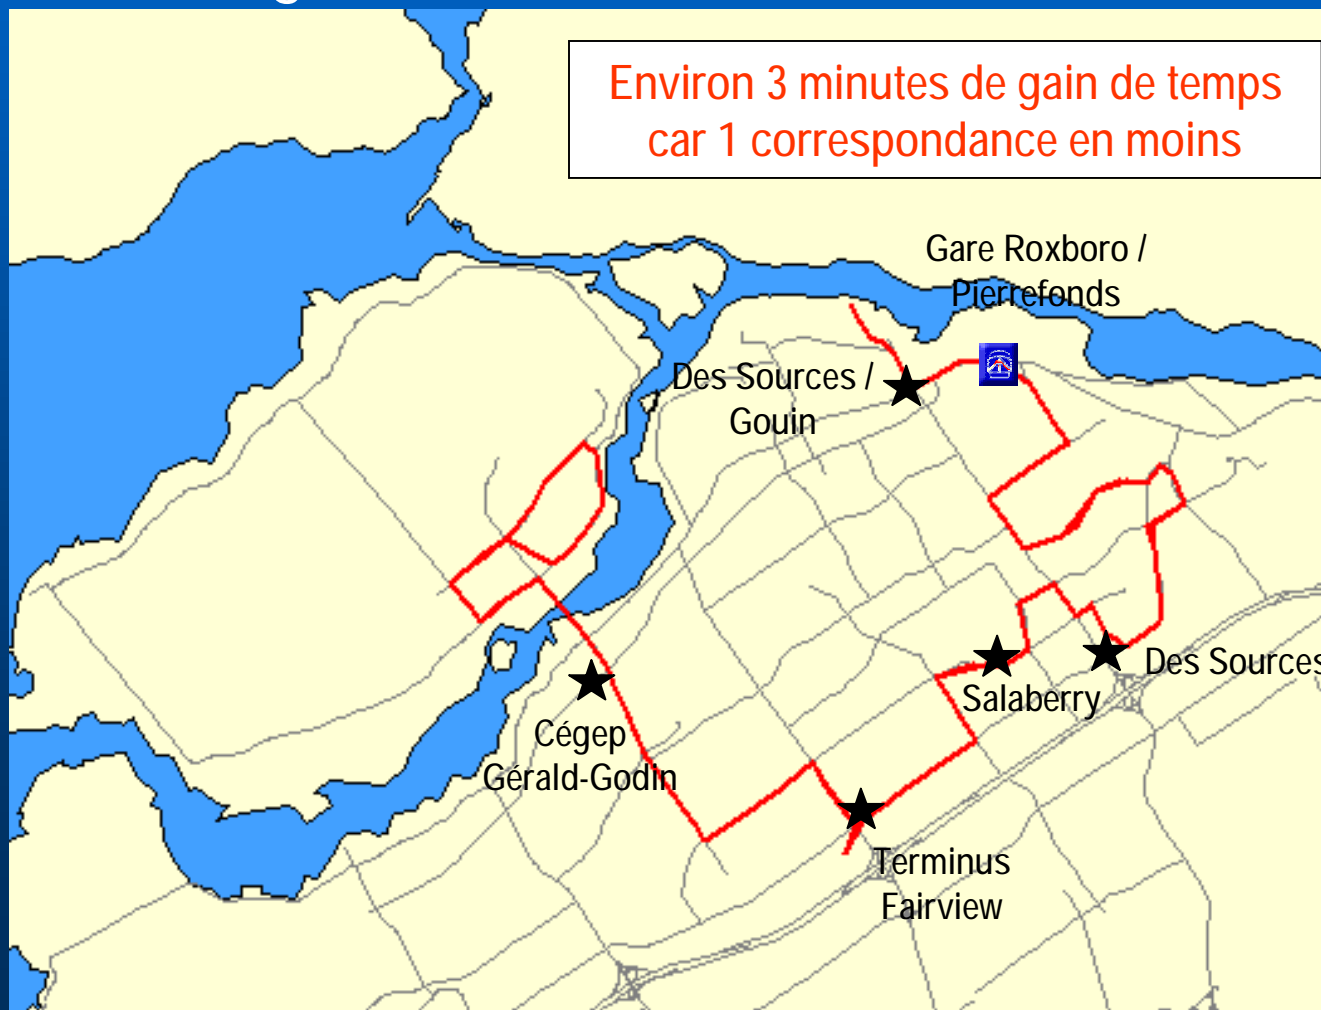 Environ 3 minutes de gain de temps
car 1 correspondance en moins
Gare Roxboro /
Pierrefonds
Des Sources /
Gouin
Des Sources
Salaberry
Cégep
Gérald-Godin
Terminus
Fairview